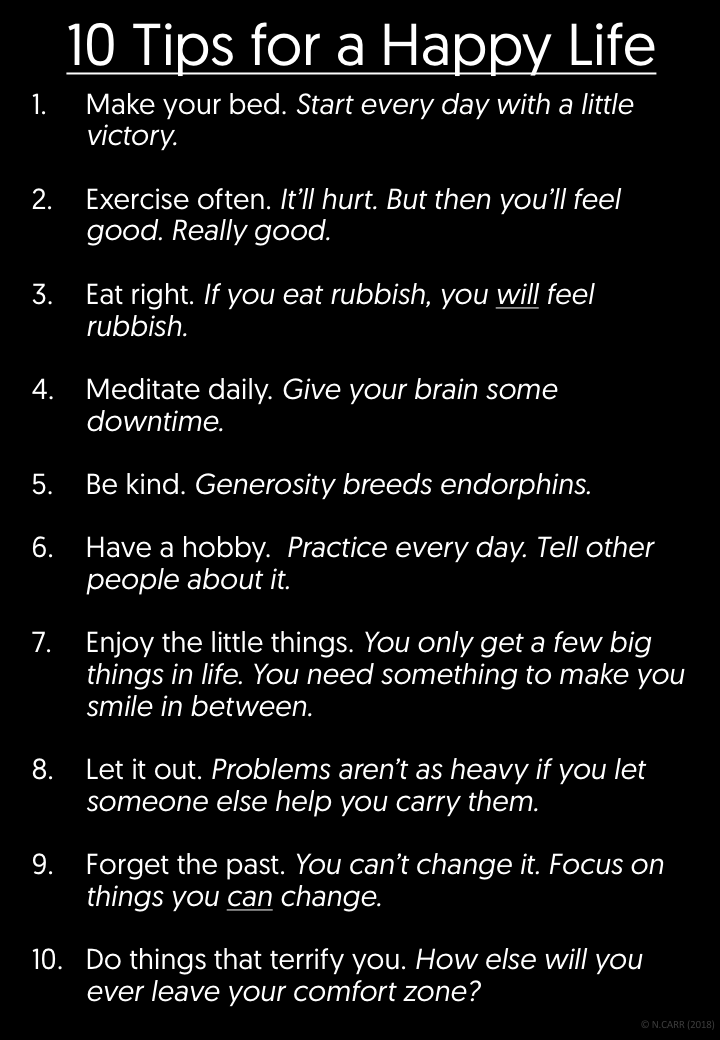 10 Tips for a Happy Life
1. Make your bed. Start every day with a little
victory.
2. Exercise often. It’ll hurt. But then you’ll feel
good. Really good.
3. Eat right. If you eat rubbish, you will feel
rubbish.
4. Meditate daily. Give your brain some
downtime.
5. Be kind. Generosity breeds endorphins.
6. Have a hobby.  Practice every day. Tell other
people about it.
7. Enjoy the little things. You only get a few big
things in life. You need something to make you
smile in between.
8. Let it out. Problems aren’t as heavy if you let
someone else help you carry them.
9. Forget the past. You can’t change it. Focus on
things you can change.
10. Do things that terrify you. How else will you
ever leave your comfort zone?
© N.CARR (2018)